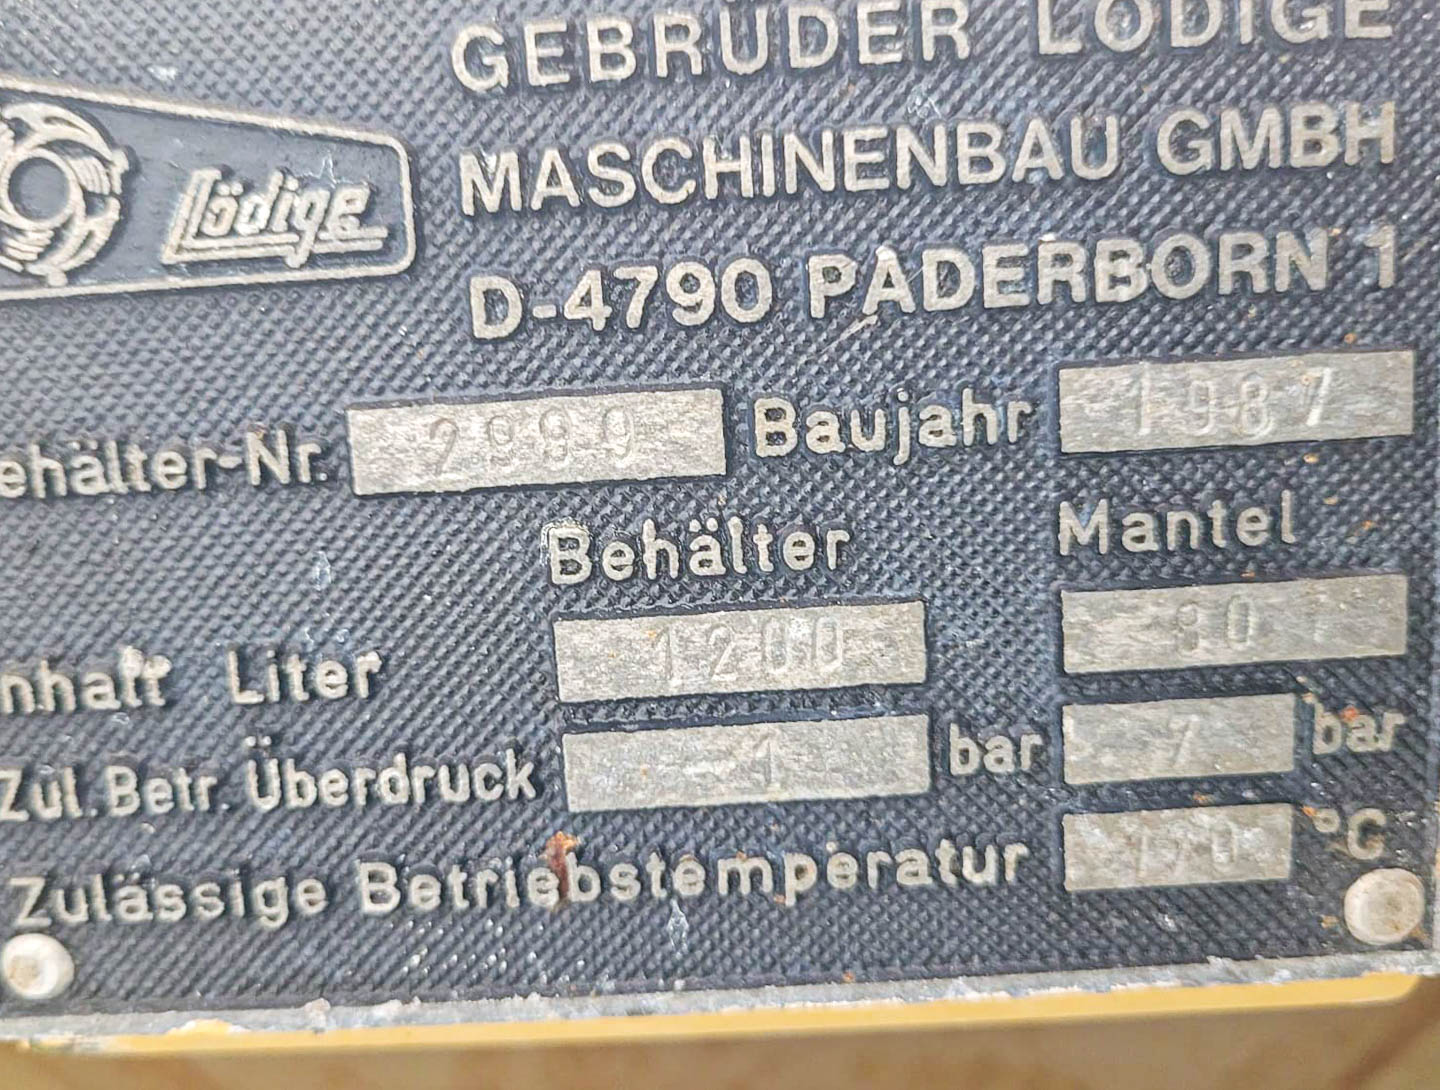 GEBRÜDER LÖDIGE
MASCHINENBAU GMBH
Lödige
D-4790 PADERBORN 1
ehälter-Nr. 2989 Baujahr 1987
Behälter Mantel
nhalt Liter 1200 80
Zul. Betr. Überdruck 1 bar 7 bar
Zulässige Betriebstemperatur 170 °C